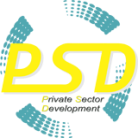 PSD
Private Sector
Development